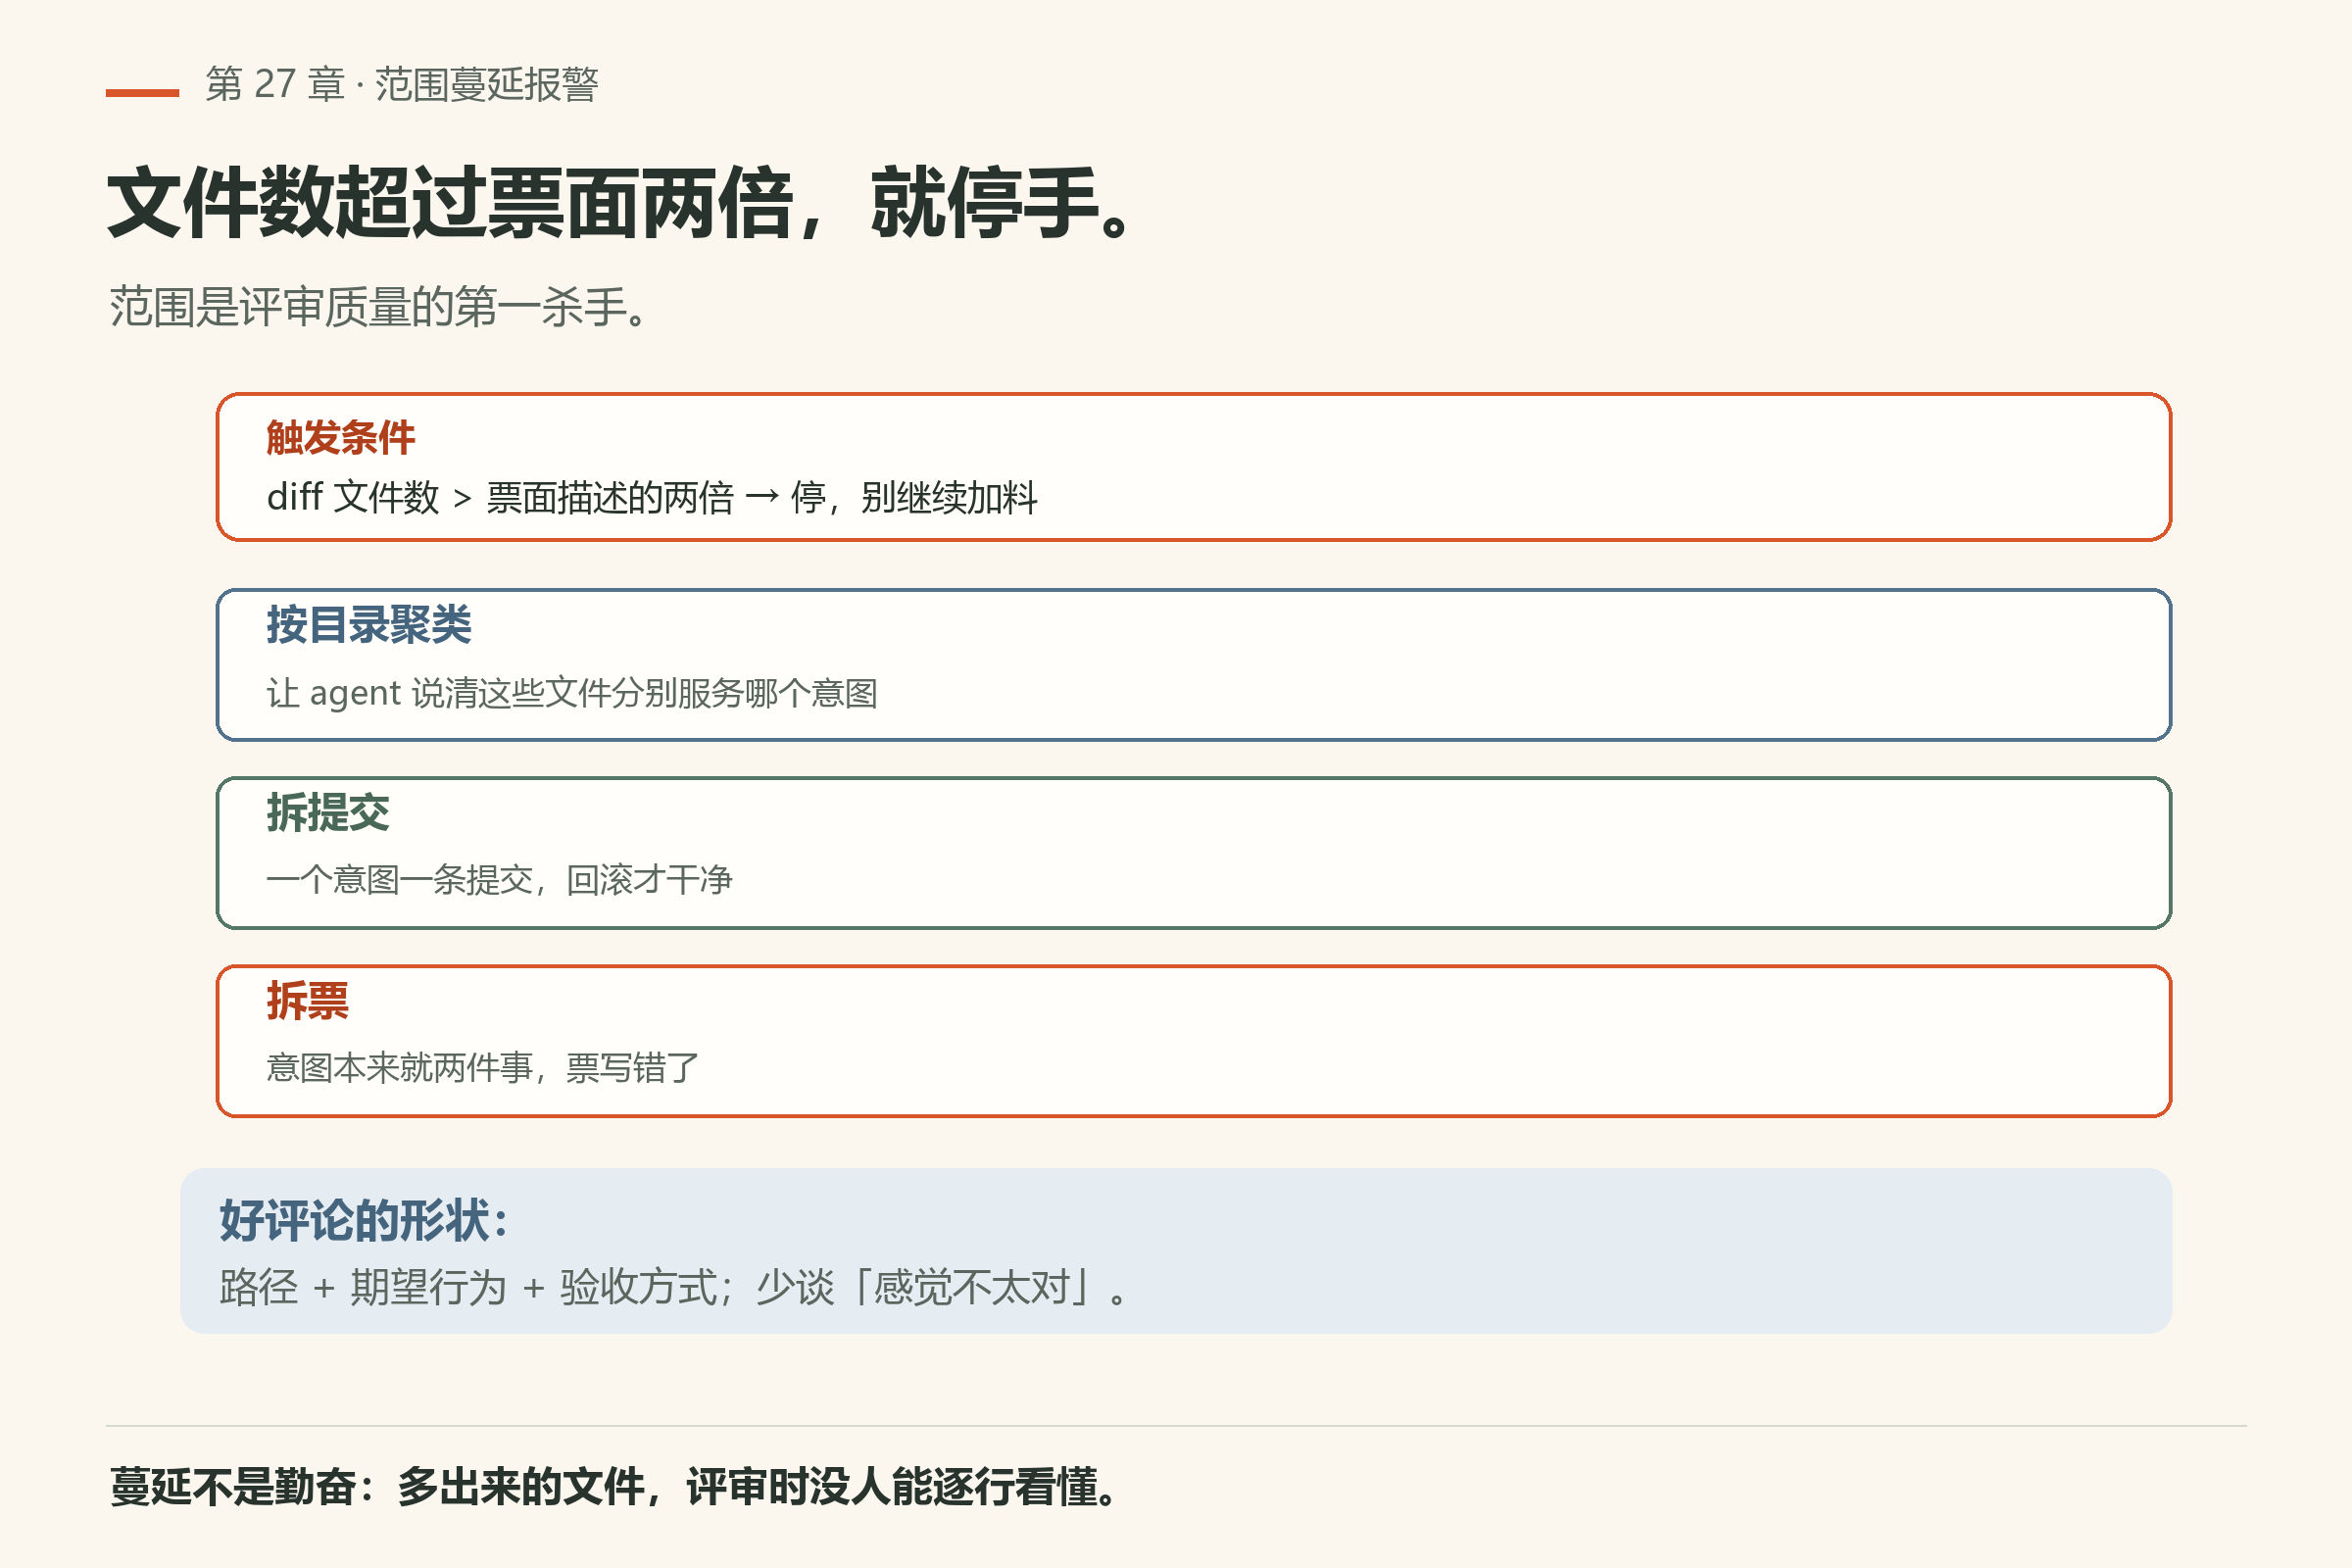 第 27 章 · 范围蔓延报警
文件数超过票面两倍，就停手。
范围是评审质量的第一杀手。
触发条件
diff 文件数 > 票面描述的两倍 → 停，别继续加料
按目录聚类
让 agent 说清这些文件分别服务哪个意图
拆提交
一个意图一条提交，回滚才干净
拆票
意图本来就两件事，票写错了
好评论的形状：
路径 + 期望行为 + 验收方式；少谈「感觉不太对」。
蔓延不是勤奋：多出来的文件，评审时没人能逐行看懂。